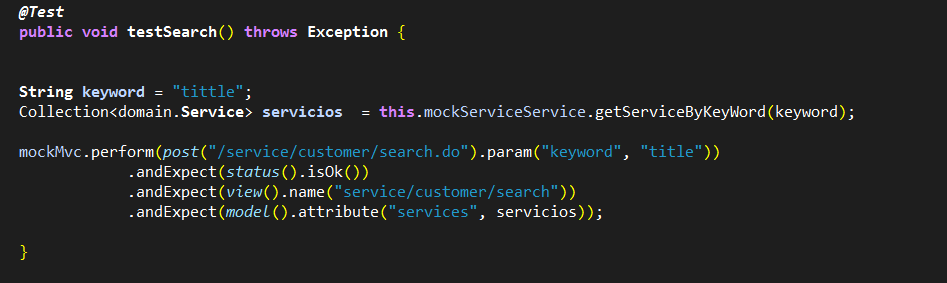 @Test
public void testSearch() throws Exception {
String keyword = "tittle";
Collection<domain.Service> servicios  = this.mockServiceService.getServiceByKeyWord(keyword);
mockMvc.perform(post("/service/customer/search.do").param("keyword", "title"))
.andExpect(status().isOk())
.andExpect(view().name("service/customer/search"))
.andExpect(model().attribute("services", servicios));
}